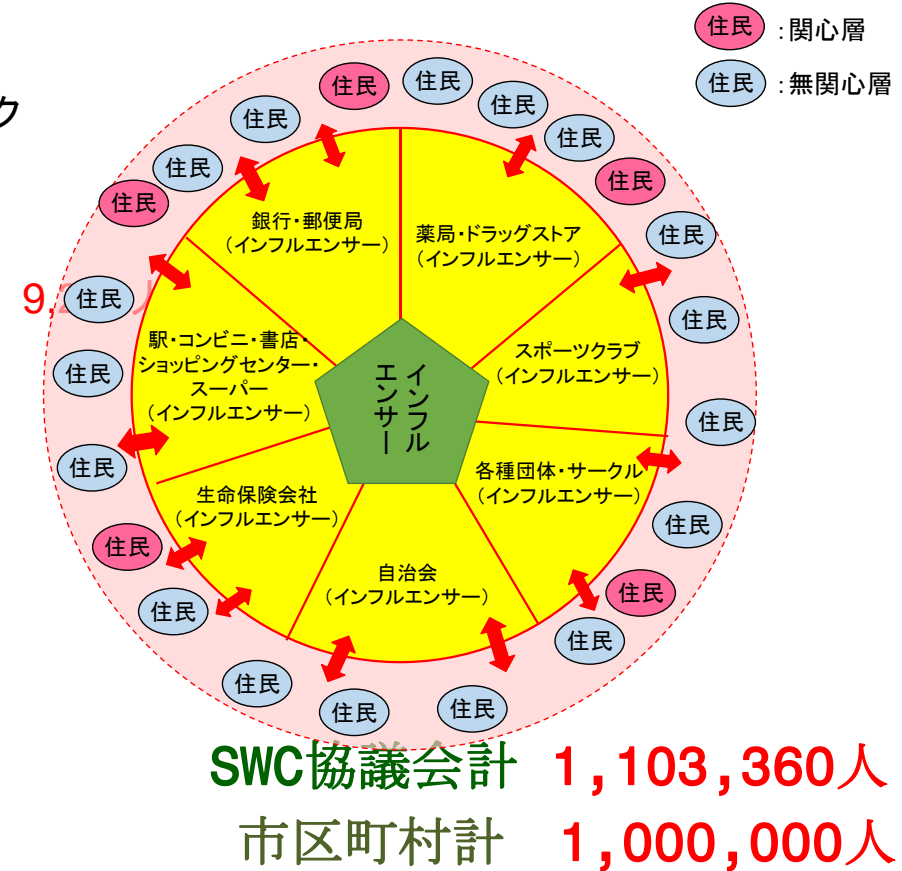 住民 :関心層
住民 :無関心層
ク
住民
住民
住民
住民
住民
住民
住民
住民
住民
住民
銀行・郵便局
(インフルエンサー)
薬局・ドラッグストア
(インフルエンサー)
9,
住民
住民
駅・コンビニ・書店・
ショッピングセンター・
スーパー
(インフルエンサー)
スポーツクラブ
(インフルエンサー)
インフル
エンサー
住民
住民
住民
各種団体・サークル
(インフルエンサー)
生命保険会社
(インフルエンサー)
住民
住民
自治会
(インフルエンサー)
住民
住民
住民
住民
住民
住民
SWC協議会計 1,103,360人
市区町村計 1,000,000人